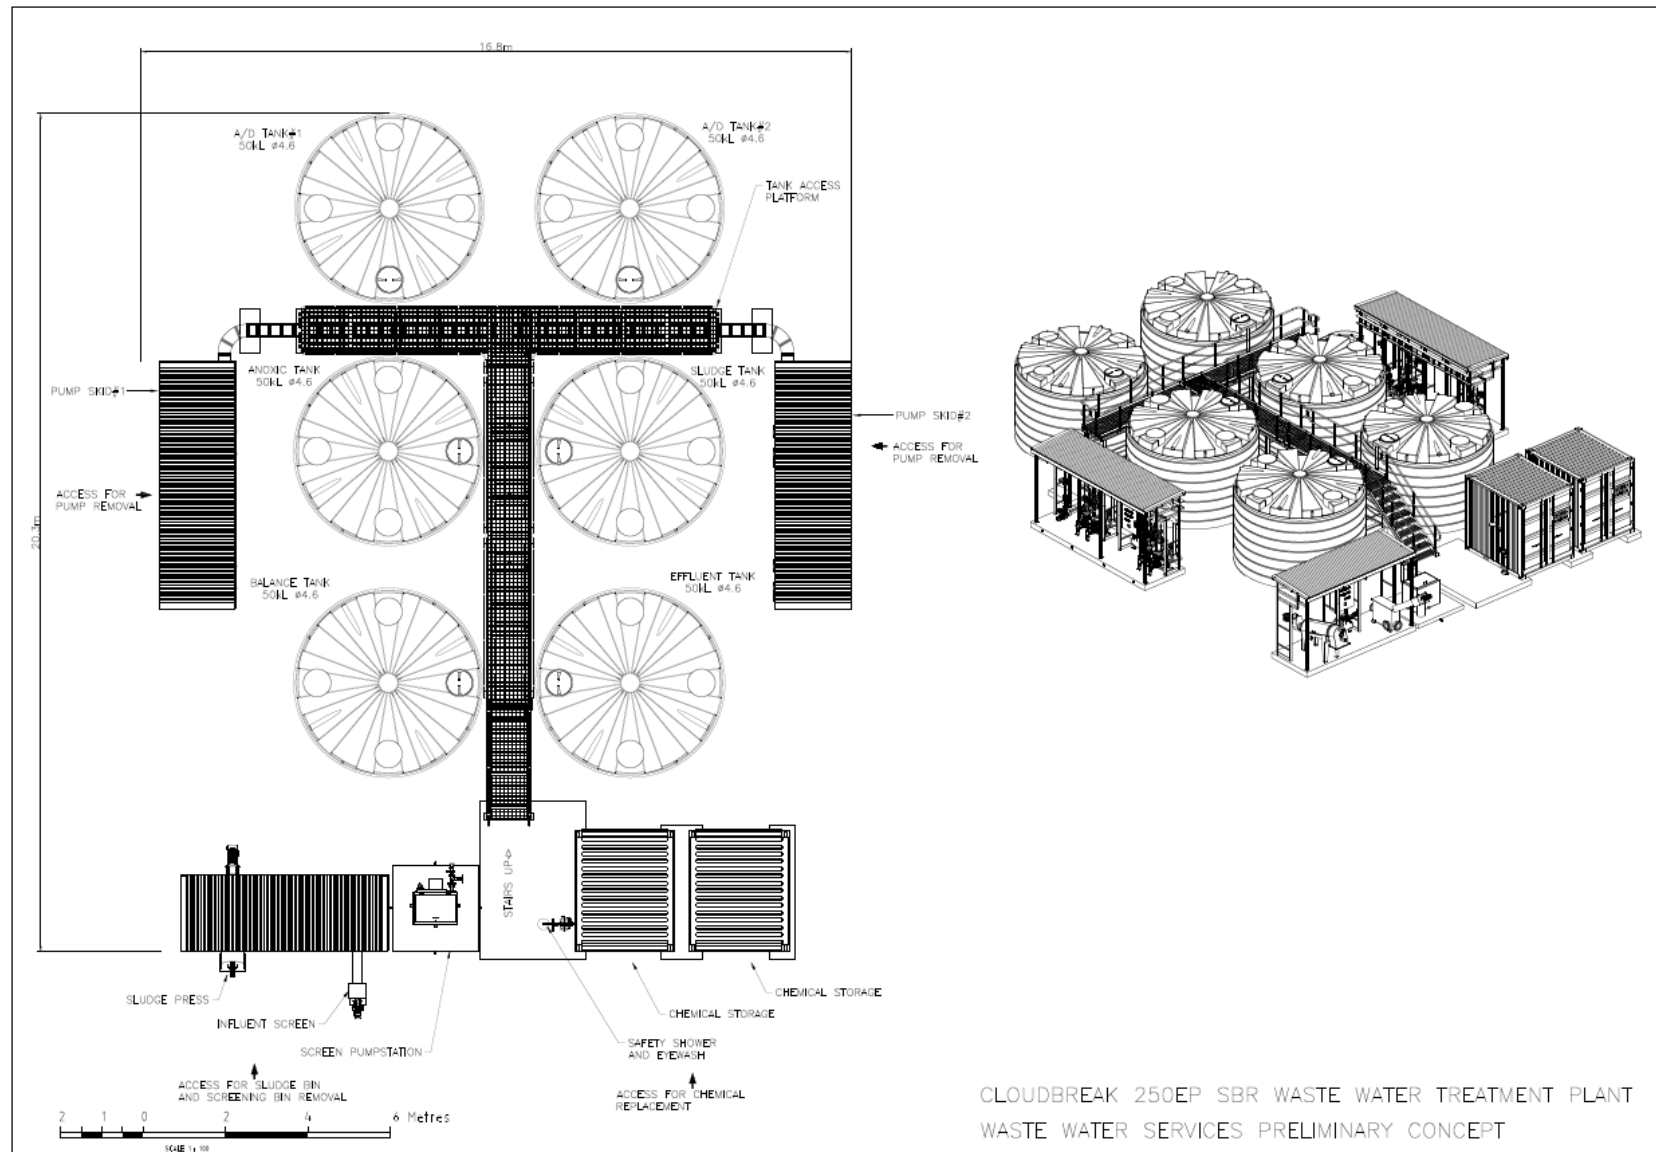 16.8m
A/D TANK#1
50kL ø4.6
A/D TANK#2
50kL ø4.6
TANK ACCESS
PLATFORM
ANOXIC TANK
50kL ø4.6
SLUDGE TANK
50kL ø4.6
PUMP SKID#1
PUMP SKID#2
ACCESS FOR
PUMP REMOVAL
ACCESS FOR
PUMP REMOVAL
20.3m
BALANCE TANK
50kL ø4.6
EFFLUENT TANK
50kL ø4.6
STAIRS UP
SLUDGE PRESS
INFLUENT SCREEN
SCREEN PUMPSTATION
CHEMICAL STORAGE
CHEMICAL STORAGE
SAFETY SHOWER
AND EYEWASH
ACCESS FOR SLUDGE BIN
AND SCREENING BIN REMOVAL
ACCESS FOR CHEMICAL
REPLACEMENT
2 1 0 2 4 6 Metres
SCALE 1: 100
CLOUDBREAK 250EP SBR WASTE WATER TREATMENT PLANT
WASTE WATER SERVICES PRELIMINARY CONCEPT